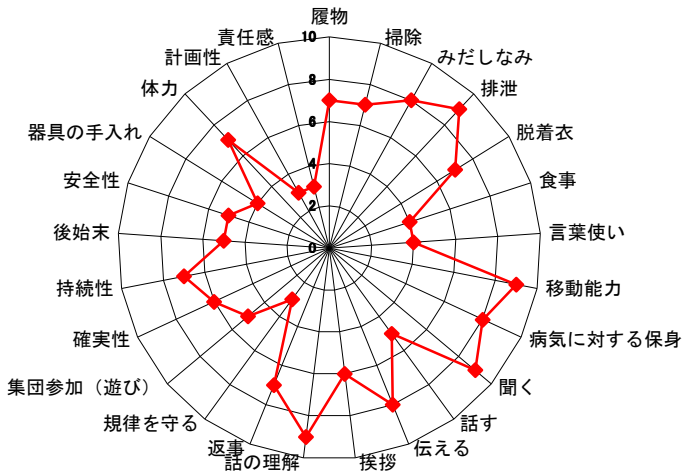 履物
掃除
みだしなみ
排泄
脱着衣
食事
言葉使い
移動能力
病気に対する保身
聞く
話す
伝える
挨拶
話の理解
返事
規律を守る
集団参加（遊び）
確実性
持続性
後始末
安全性
器具の手入れ
体力
計画性
責任感
10
8
6
4
2
0